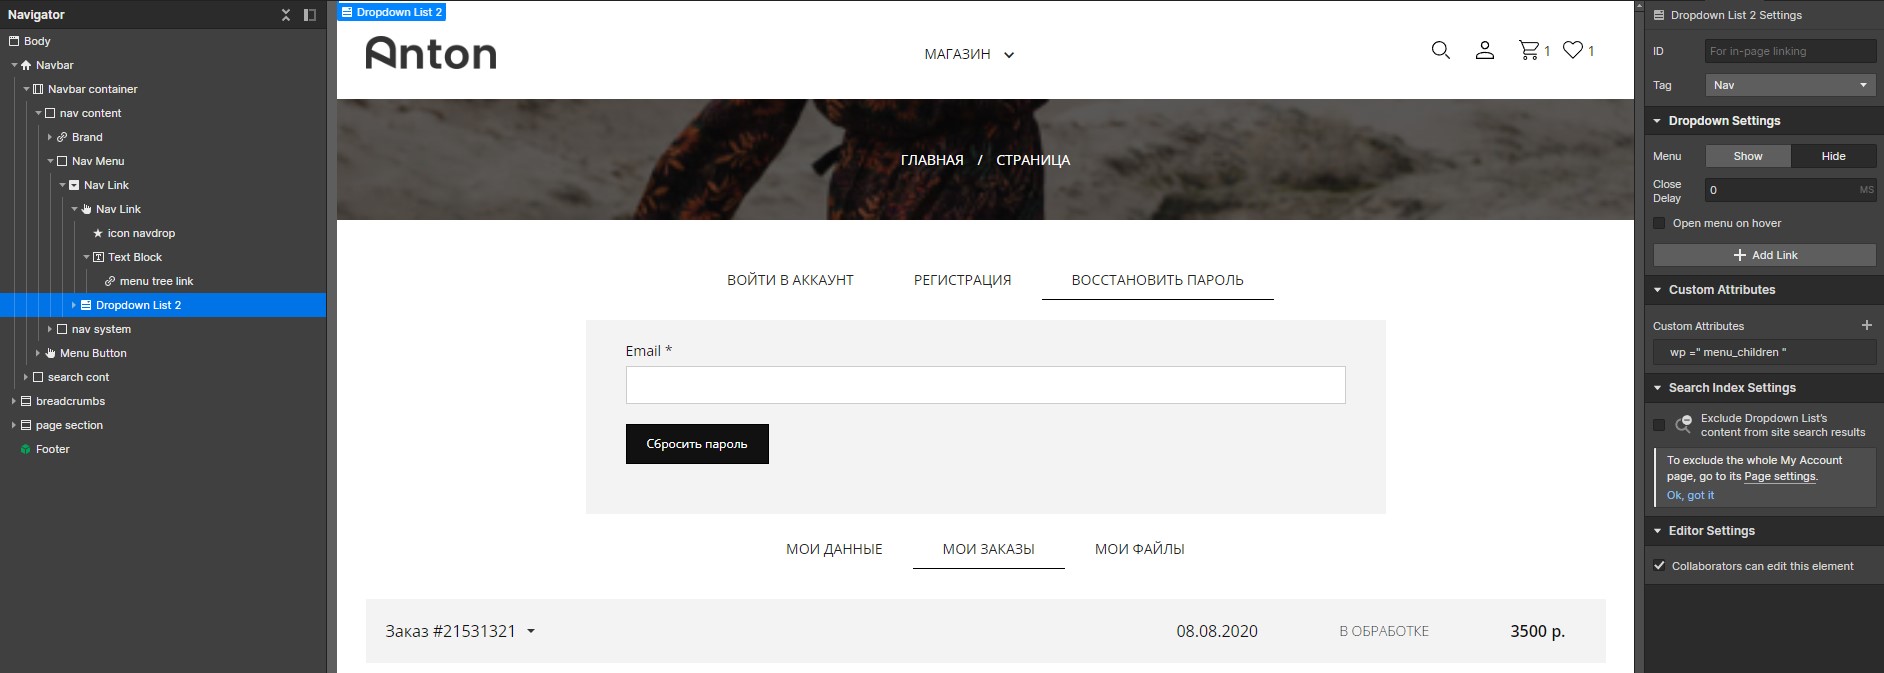 Navigator
Body
Navbar
Navbar container
nav content
Brand
Nav Menu
Nav Link
Nav Link
icon navdrop
Text Block
menu tree link
Dropdown List 2
nav system
Menu Button
search cont
breadcrumbs
page section
Footer
Dropdown List 2
Anton
МАГАЗИН
1
1
ГЛАВНАЯ / СТРАНИЦА
ВОЙТИ В АККАУНТ РЕГИСТРАЦИЯ ВОССТАНОВИТЬ ПАРОЛЬ
Email *
Сбросить пароль
МОИ ДАННЫЕ МОИ ЗАКАЗЫ МОИ ФАЙЛЫ
Заказ #21531321 08.08.2020 В ОБРАБОТКЕ 3500 р.
Dropdown List 2 Settings
ID For in-page linking
Tag Nav
Dropdown Settings
Menu Show Hide
Close
Delay 0 MS
Open menu on hover
Add Link
Custom Attributes
Custom Attributes
wp =" menu_children "
Search Index Settings
Exclude Dropdown List's
content from site search results
To exclude the whole My Account
page, go to its Page settings.
Ok, got it
Editor Settings
Collaborators can edit this element